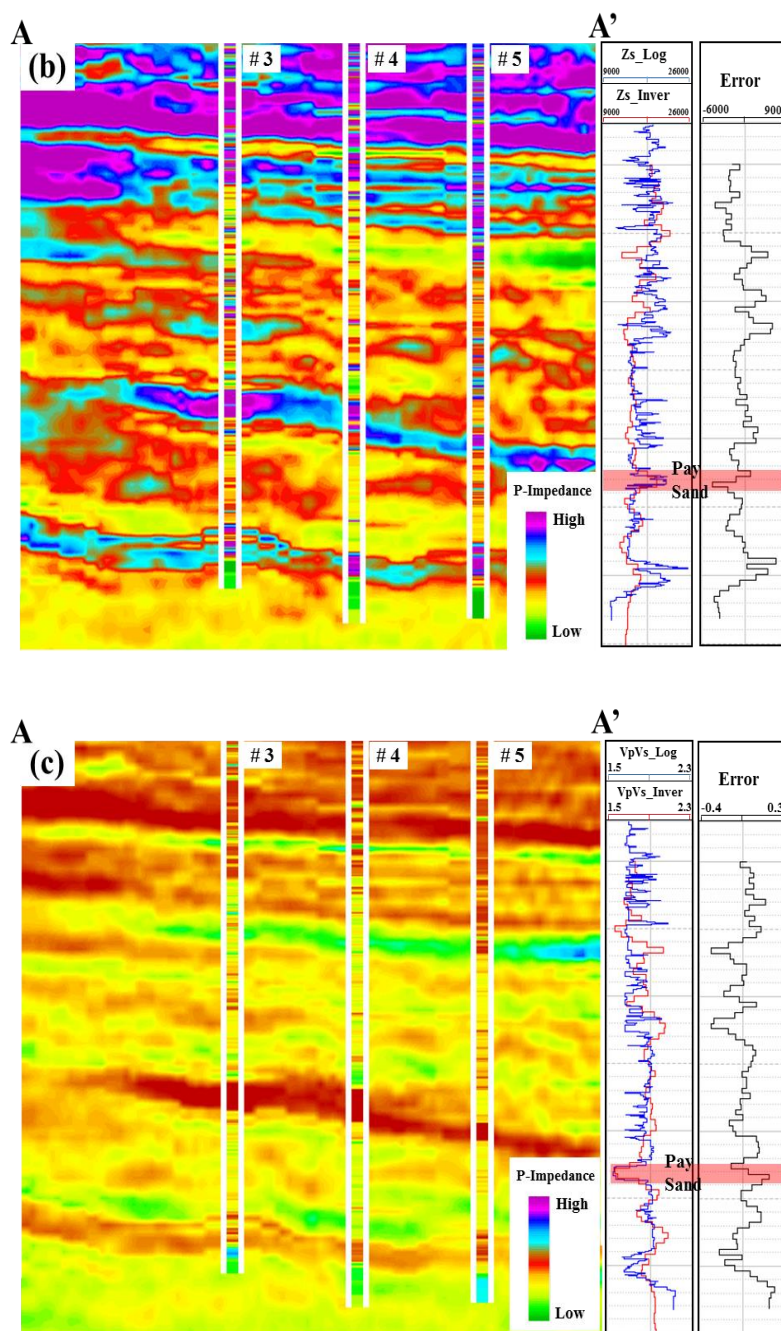 A
A'
(b)
# 3
# 4
# 5
Zs_Log
9000 26000
Zs_Inver
9000 26000
Error
-6000 900
Pay
Sand
P-Impedance
High
Low
A
A'
(c)
# 3
# 4
# 5
VpVs_Log
1.5 2.3
VpVs_Inver
1.5 2.3
Error
-0.4 0.3
Pay
Sand
P-Impedance
High
Low